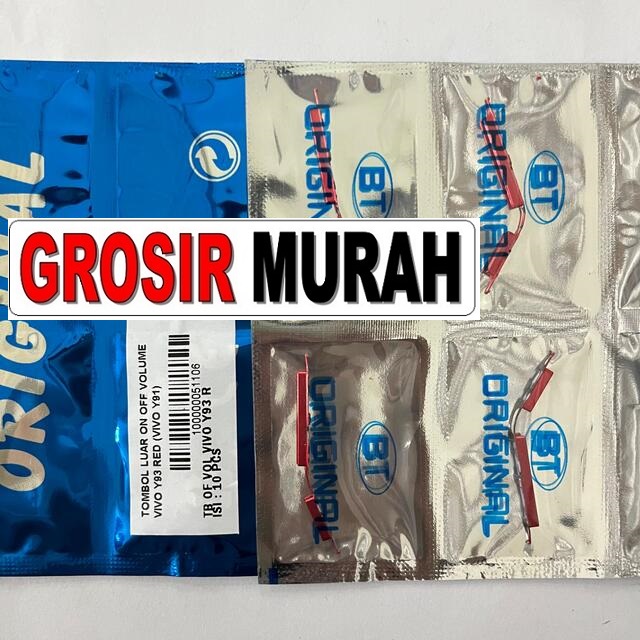 ORIGINAL
GROSIR MURAH
TOMBOL LUAR ON OFF VOLUME
VIVO Y93 RED (VIVO Y91)
100000051106
TB OF VOL VIVO Y93 R
ISI : 10 PCS
ORIGINAL
BT
ORIGINAL
BT
ORIGINAL
BT
ORIGINAL
BT